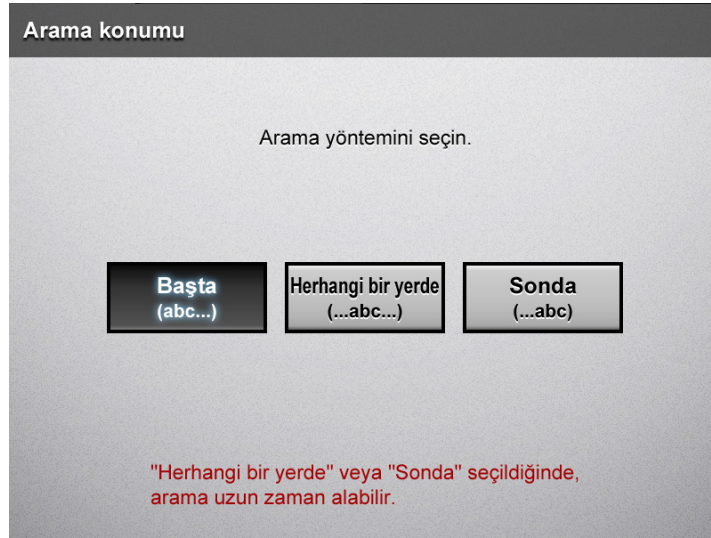 Arama konumu
Arama yöntemini seçin.
Başta
(abc...)
Herhangi bir yerde
(...abc...)
Sonda
(...abc)
"Herhangi bir yerde" veya "Sonda" seçildiğinde,
arama uzun zaman alabilir.